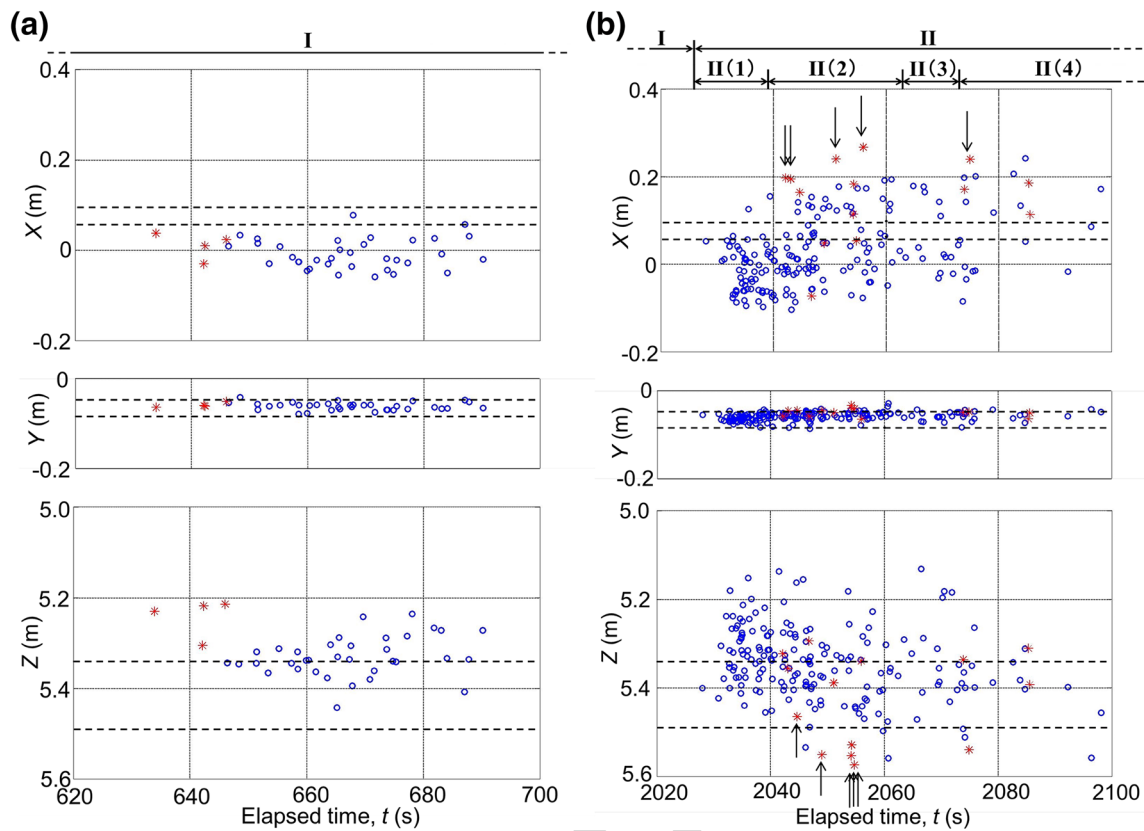 (a)
I
X (m)
0.4
0.2
0
-0.2
Y (m)
0
-0.2
Z (m)
5.0
5.2
5.4
5.6
620 640 660 680 700
Elapsed time, t (s)
(b)
I II
II(1) II(2) II(3) II(4)
X (m)
0.4
0.2
0
-0.2
Y (m)
0
-0.2
Z (m)
5.0
5.2
5.4
5.6
2020 2040 2060 2080 2100
Elapsed time, t (s)